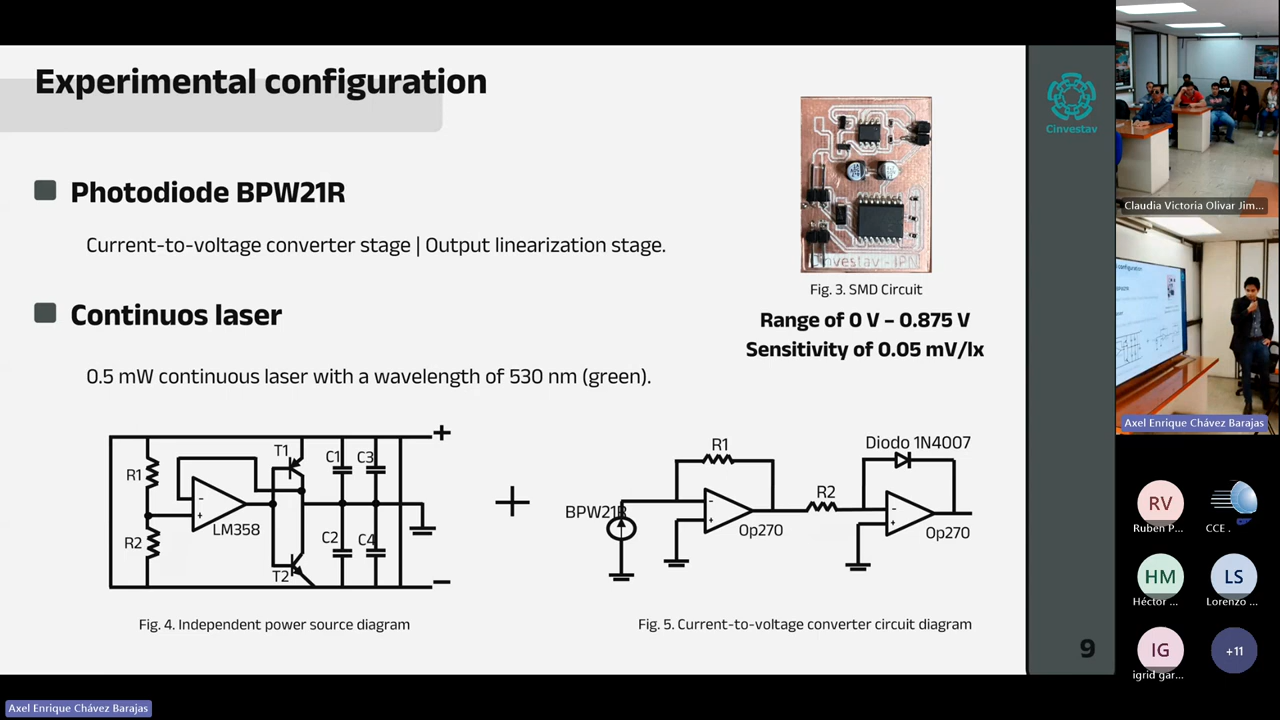 Experimental configuration
Photodiode BPW21R
Current-to-voltage converter stage | Output linearization stage.
Continuos laser
0.5 mW continuous laser with a wavelength of 530 nm (green).
Cinvestav - IPN
Fig. 3. SMD Circuit
Range of 0 V – 0.875 V
Sensitivity of 0.05 mV/lx
R1
R2
-
+
LM358
T1
T2
C1
C3
C2
C4
+
–
Fig. 4. Independent power source diagram
+
BPW21R
R1
-
+
Op270
R2
Diodo 1N4007
-
+
Op270
Fig. 5. Current-to-voltage converter circuit diagram
Cinvestav
9
Claudia Victoria Olivar Jim...
Axel Enrique Chávez Barajas
RV
Ruben P...
CCE .
HM
Héctor ...
LS
Lorenzo ...
IG
igrid gar...
+11
Axel Enrique Chávez Barajas